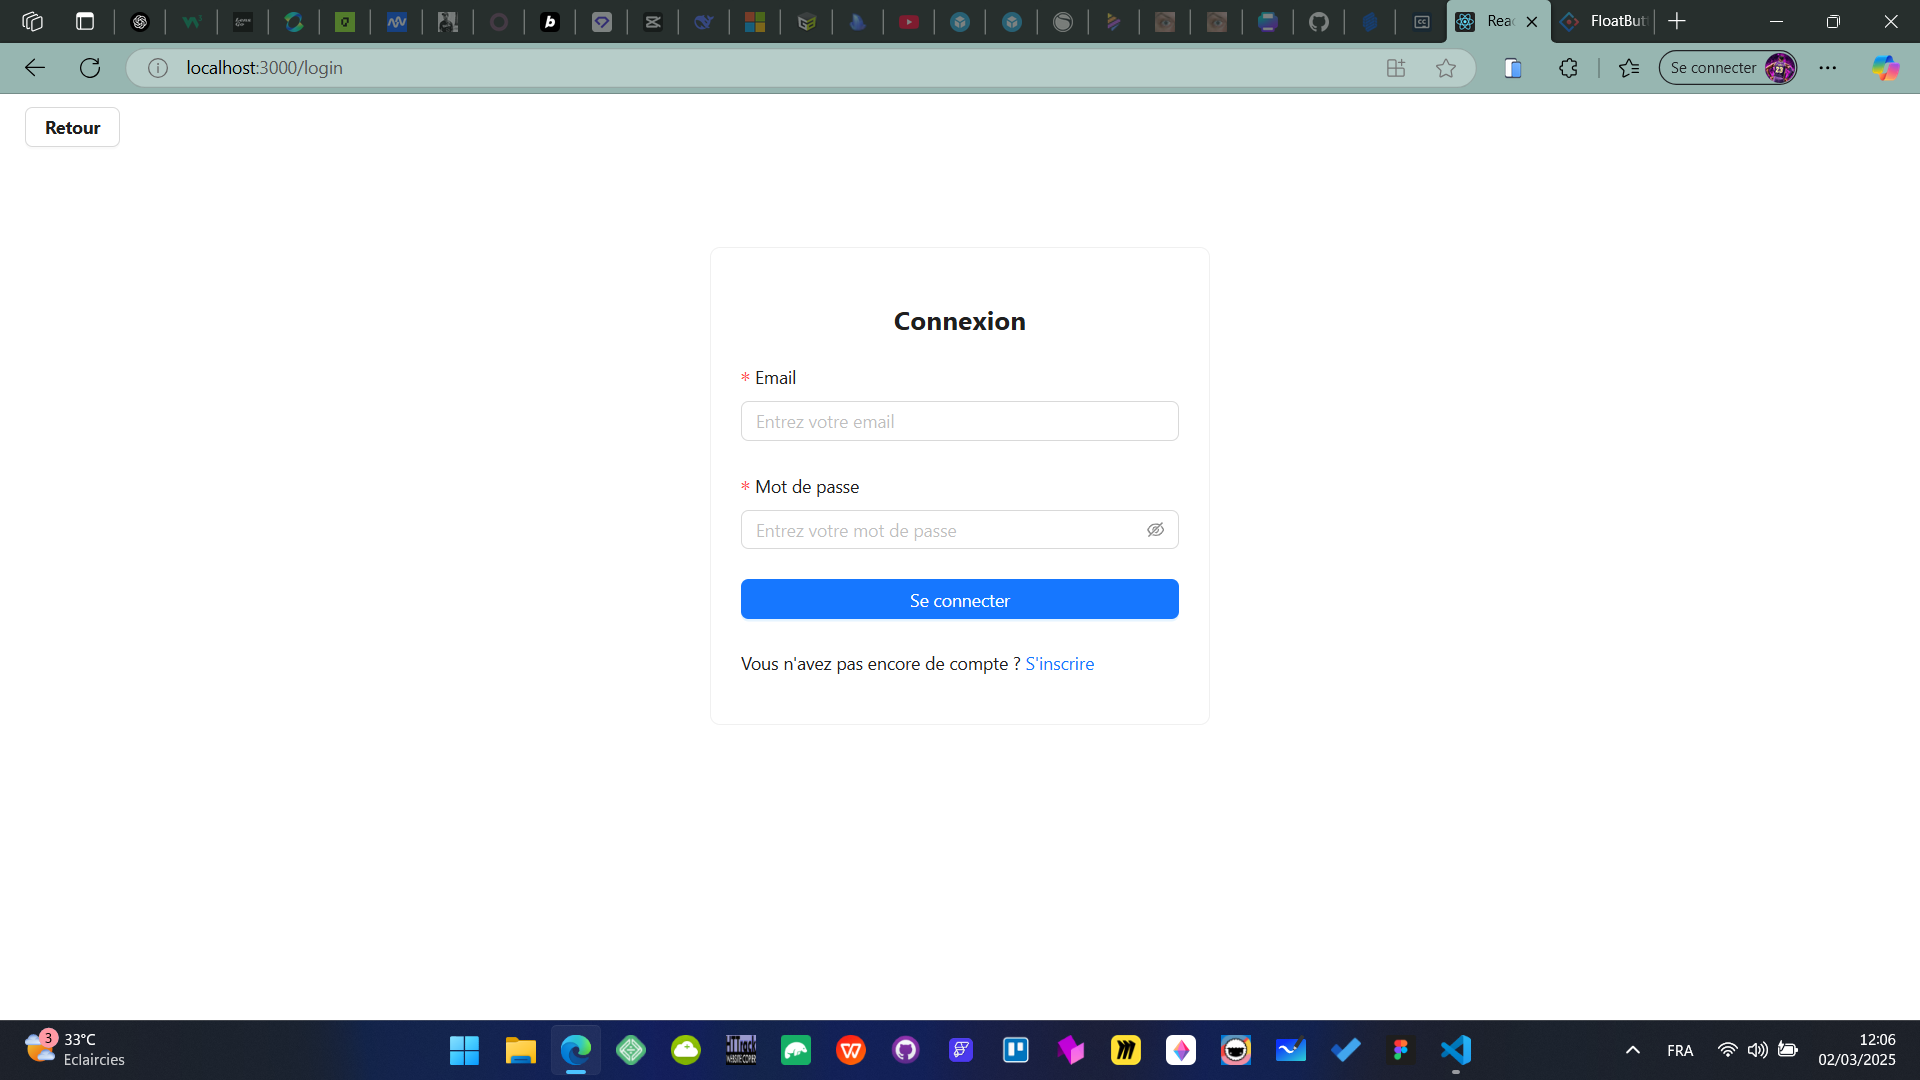 Reac
FloatButt
localhost:3000/login
Se connecter
Retour
Connexion
* Email
Entrez votre email
* Mot de passe
Entrez votre mot de passe
Se connecter
Vous n'avez pas encore de compte ? S'inscrire
3
33°C
Eclaircies
FRA
12:06
02/03/2025